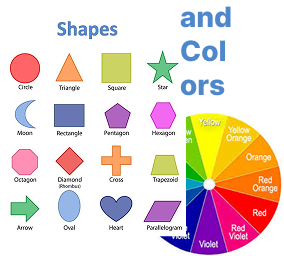 Shapes
and
Col
ors
Circle
Triangle
Square
Star
Moon
Rectangle
Pentagon
Hexagon
Octagon
Diamond
(Rhombus)
Cross
Trapezoid
Arrow
Oval
Heart
Parallelogram
Yellow
Yellow
Orange
Orange
Red
Orange
Red
Red
Violet
Violet
Violet